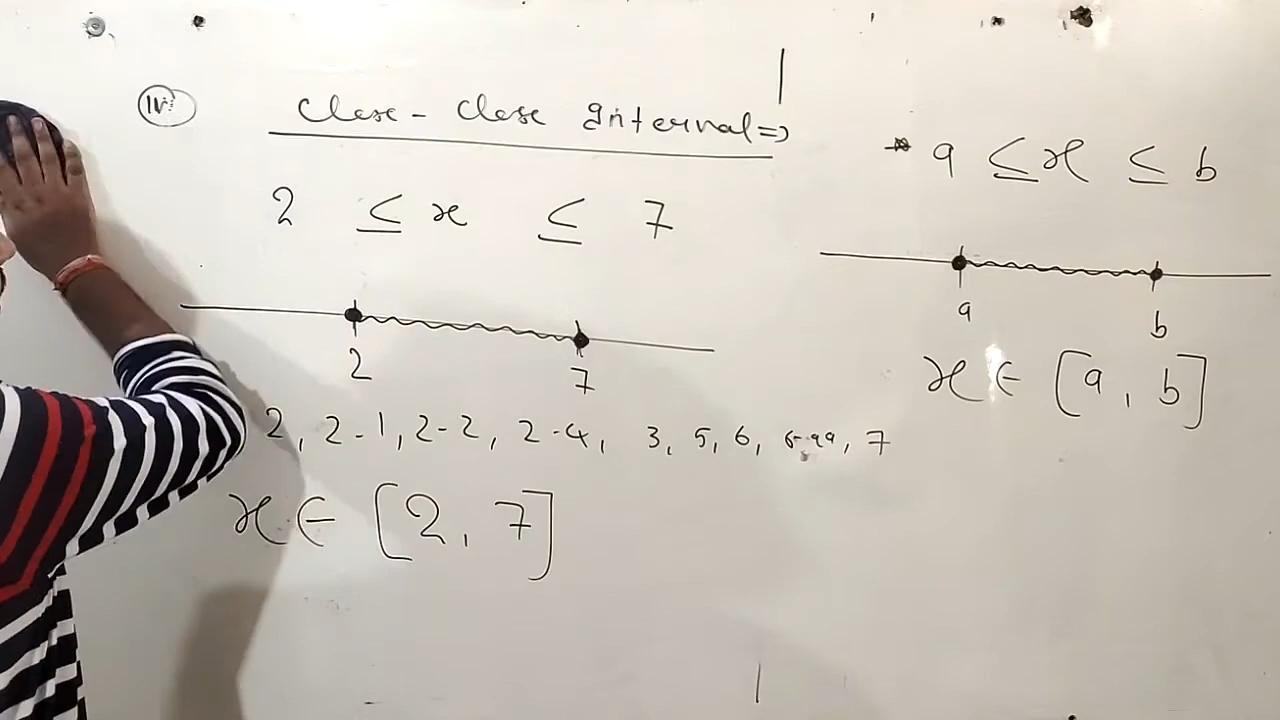 (iv) Close - Close Interval ⇒
2 ≤ x ≤ 7
2 7
2, 2.1, 2.2, 2.4, 3, 5, 6, 6.99, 7
x ∈ [2, 7]
* a ≤ x ≤ b
a b
x ∈ [a, b]